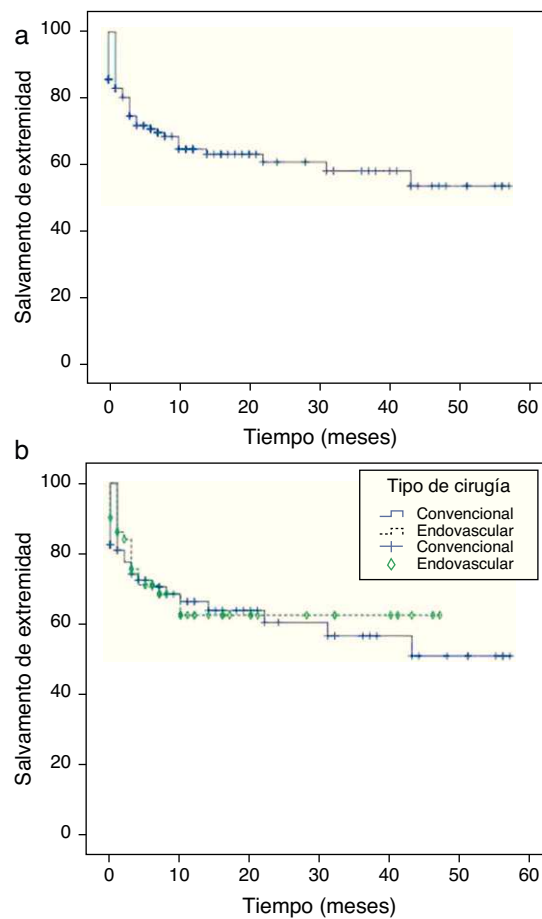 a
Salvamento de extremidad
100
80
60
40
20
0
0 10 20 30 40 50 60
Tiempo (meses)
b
Salvamento de extremidad
100
80
60
40
20
0
Tipo de cirugía
Convencional
Endovascular
Convencional
Endovascular
0 10 20 30 40 50 60
Tiempo (meses)